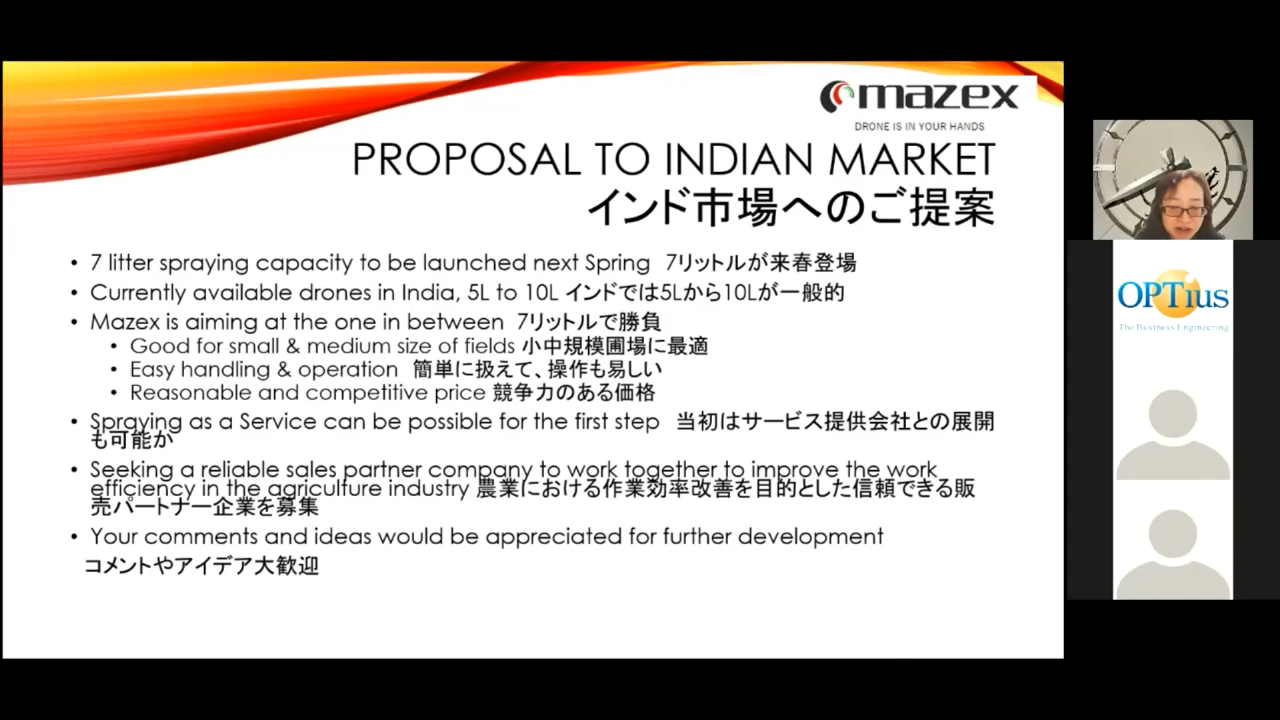 mazex
DRONE IS IN YOUR HANDS
PROPOSAL TO INDIAN MARKET
インド市場へのご提案
• 7 litter spraying capacity to be launched next Spring 7リットルが来春登場
• Currently available drones in India, 5L to 10L インドでは5Lから10Lが一般的
• Mazex is aiming at the one in between 7リットルで勝負
• Good for small & medium size of fields 小中規模圃場に最適
• Easy handling & operation 簡単に扱えて、操作も易しい
• Reasonable and competitive price 競争力のある価格
• Spraying as a Service can be possible for the first step 当初はサービス提供会社との展開
も可能か
• Seeking a reliable sales partner company to work together to improve the work
efficiency in the agriculture industry 農業における作業効率改善を目的とした信頼できる販
売パートナー企業を募集
• Your comments and ideas would be appreciated for further development
コメントやアイデア大歓迎
OPTius
The Business Engineering